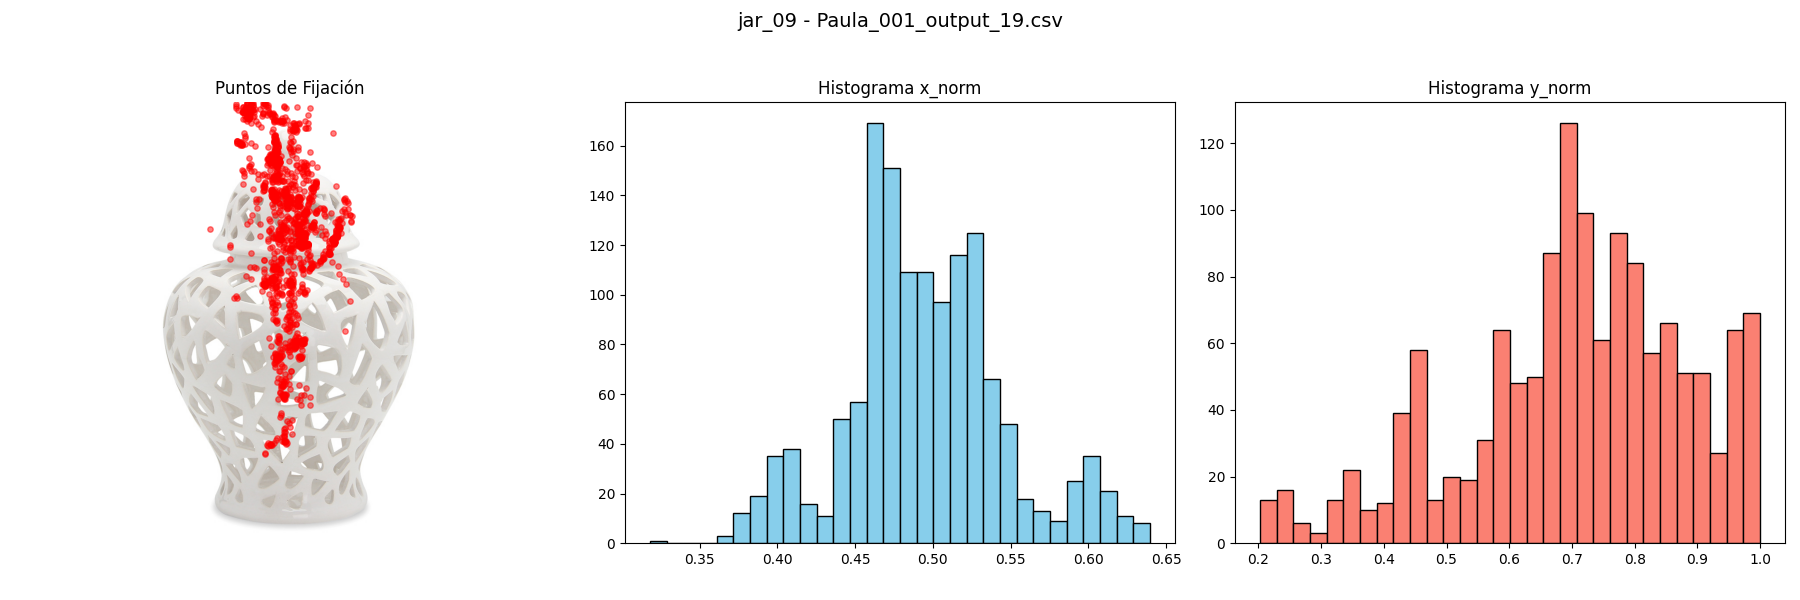 jar_09 - Paula_001_output_19.csv
Puntos de Fijación
Histograma x_norm
Histograma y_norm
160
140
120
100
80
60
40
20
0
0.35 0.40 0.45 0.50 0.55 0.60 0.65
120
100
80
60
40
20
0
0.2 0.3 0.4 0.5 0.6 0.7 0.8 0.9 1.0